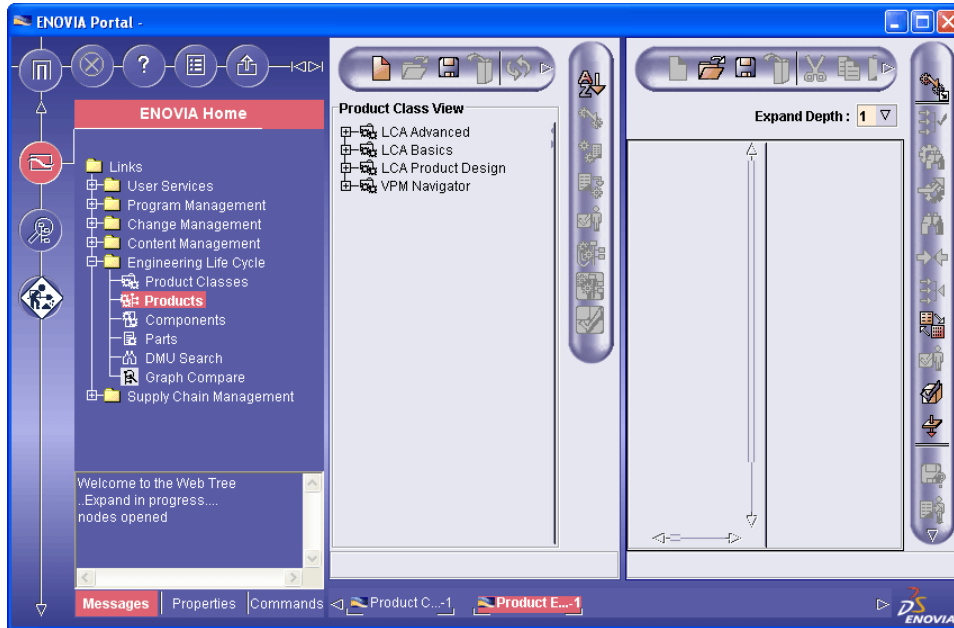 ENOVIA Portal -
ENOVIA Home
Links
User Services
Program Management
Change Management
Content Management
Engineering Life Cycle
Product Classes
Products
Components
Parts
DMU Search
Graph Compare
Supply Chain Management
Welcome to the Web Tree
..Expand in progress....
nodes opened
Messages
Properties
Commands
Product Class View
LCA Advanced
LCA Basics
LCA Product Design
VPM Navigator
A
Z
Expand Depth : 1
Product C...-1
Product E...-1
ENOVIA